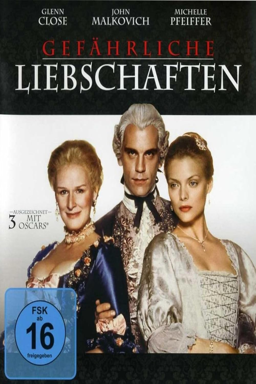 GLENN CLOSE
JOHN MALKOVICH
MICHELLE PFEIFFER
GEFÄHRLICHE
LIEBSCHAFTEN
AUSGEZEICHNET
3 MIT
OSCARS
FSK
ab
16
freigegeben